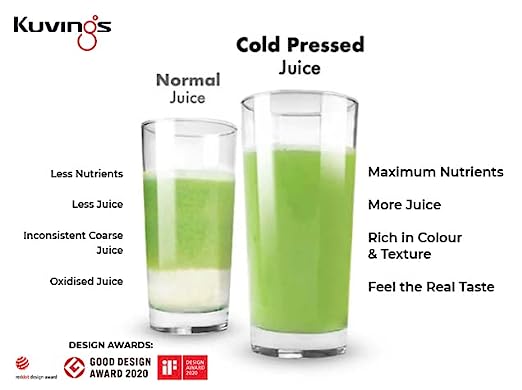 Kuvings
Cold Pressed
Juice
Normal
Juice
Less Nutrients
Less Juice
Inconsistent Coarse
Juice
Oxidised Juice
Maximum Nutrients
More Juice
Rich in Colour
& Texture
Feel the Real Taste
DESIGN AWARDS:
reddot design award
GOOD DESIGN
AWARD 2020
iF
DESIGN
AWARD
2020